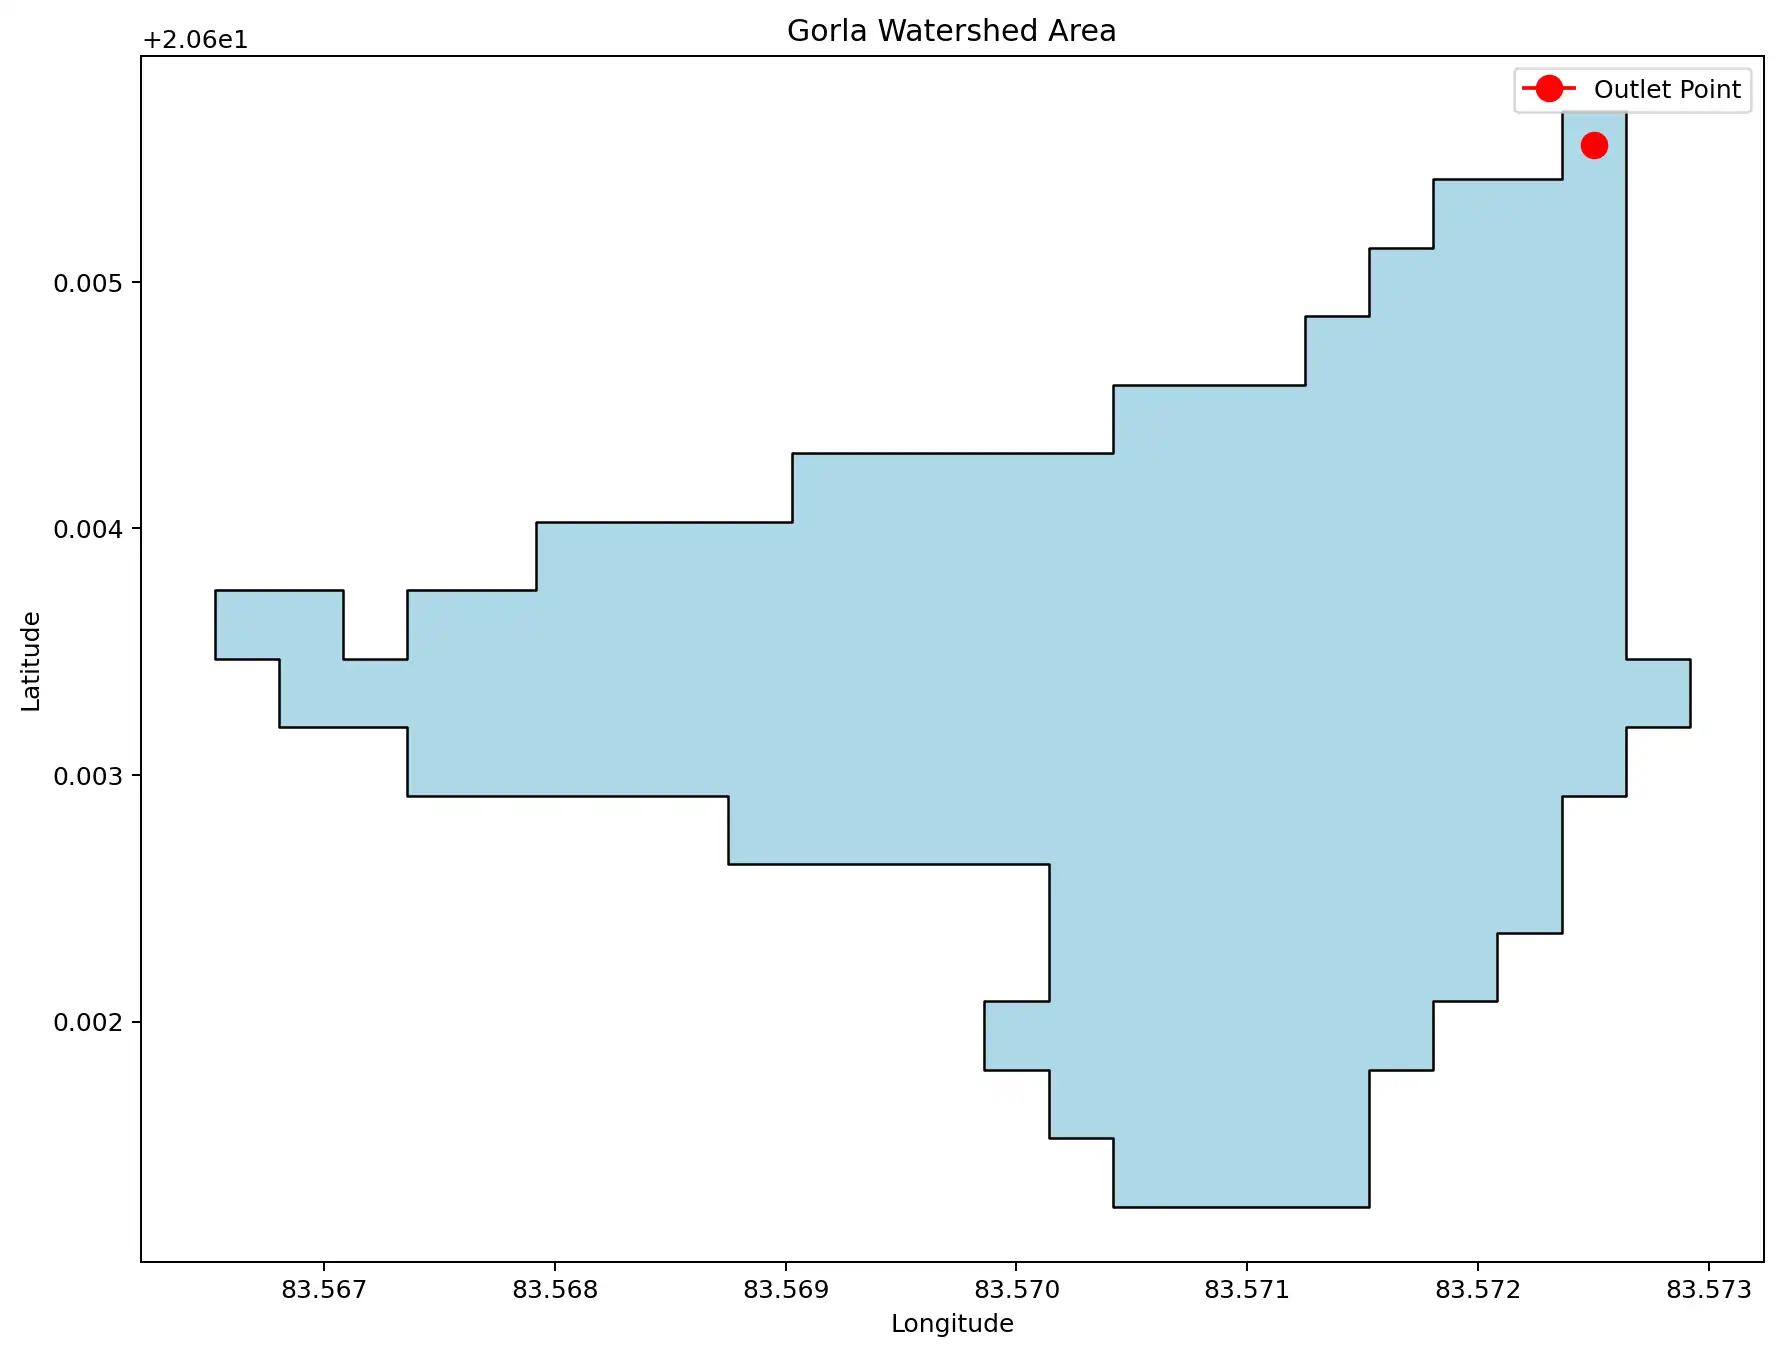 Gorla Watershed Area
+2.06e1
Outlet Point
0.005
0.004
0.003
0.002
Latitude
83.567 83.568 83.569 83.570 83.571 83.572 83.573
Longitude